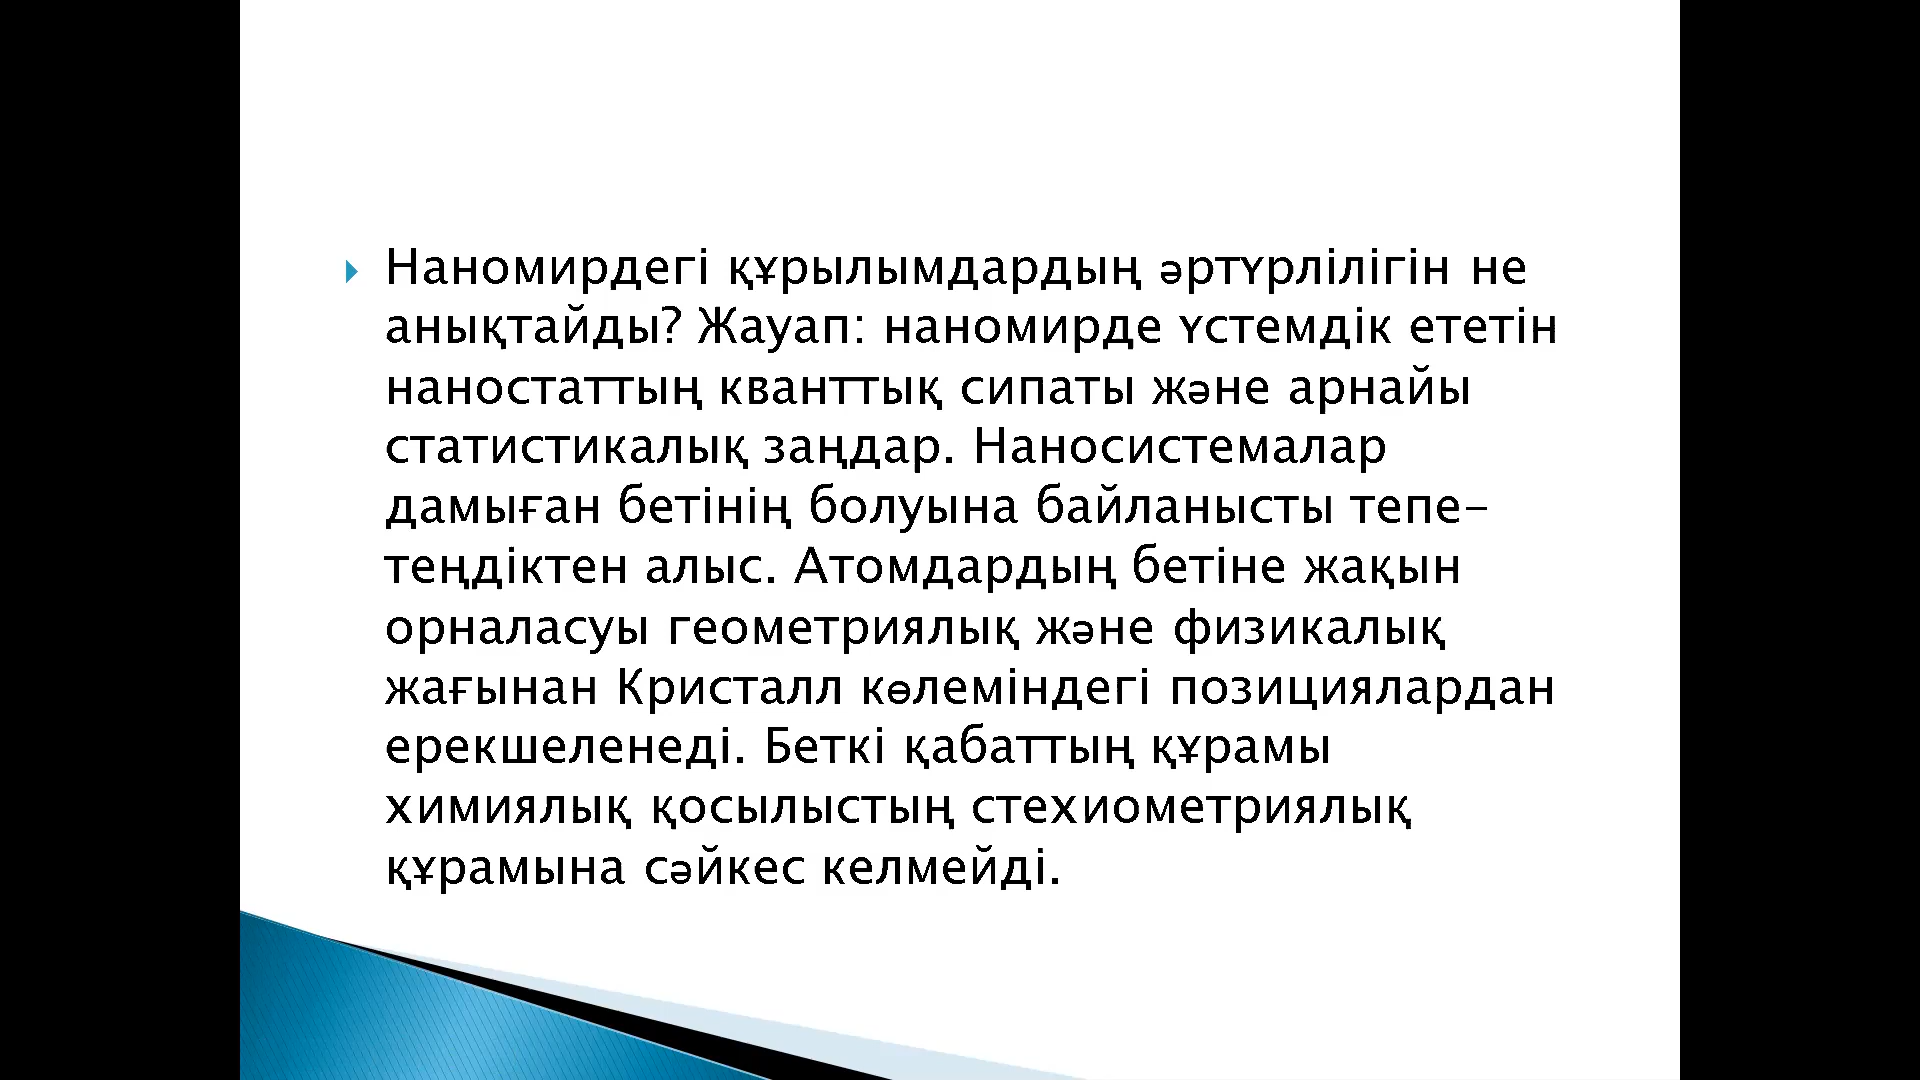 Наномирдегі құрылымдардың әртүрлілігін не
анықтайды? Жауап: наномирде үстемдік ететін
наностаттың кванттық сипаты және арнайы
статистикалық заңдар. Наносистемалар
дамыған бетінің болуына байланысты тепе-
теңдіктен алыс. Атомдардың бетіне жақын
орналасуы геометриялық және физикалық
жағынан Кристалл көлеміндегі позициялардан
ерекшеленеді. Беткі қабаттың құрамы
химиялық қосылыстың стехиометриялық
құрамына сәйкес келмейді.